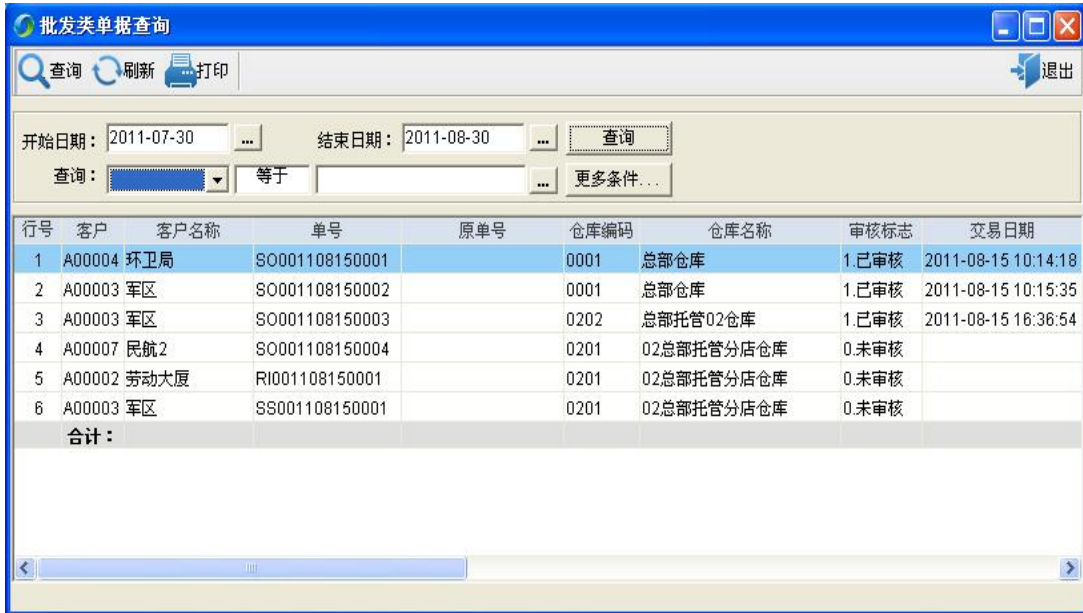 批发类单据查询
查询 刷新 打印 退出
开始日期： 2011-07-30 ... 结束日期： 2011-08-30 ... 查询
查询： 等于 ... 更多条件...
行号 客户 客户名称 单号 原单号 仓库编码 仓库名称 审核标志 交易日期
1 A00004 环卫局 SO001108150001 0001 总部仓库 1.已审核 2011-08-15 10:14:18
2 A00003 军区 SO001108150002 0001 总部仓库 1.已审核 2011-08-15 10:15:35
3 A00003 军区 SO001108150003 0202 总部托管02仓库 1.已审核 2011-08-15 16:36:54
4 A00007 民航2 SO001108150004 0201 02总部托管分店仓库 0.未审核
5 A00002 劳动大厦 RI001108150001 0201 02总部托管分店仓库 0.未审核
6 A00003 军区 SS001108150001 0201 02总部托管分店仓库 0.未审核
合计：